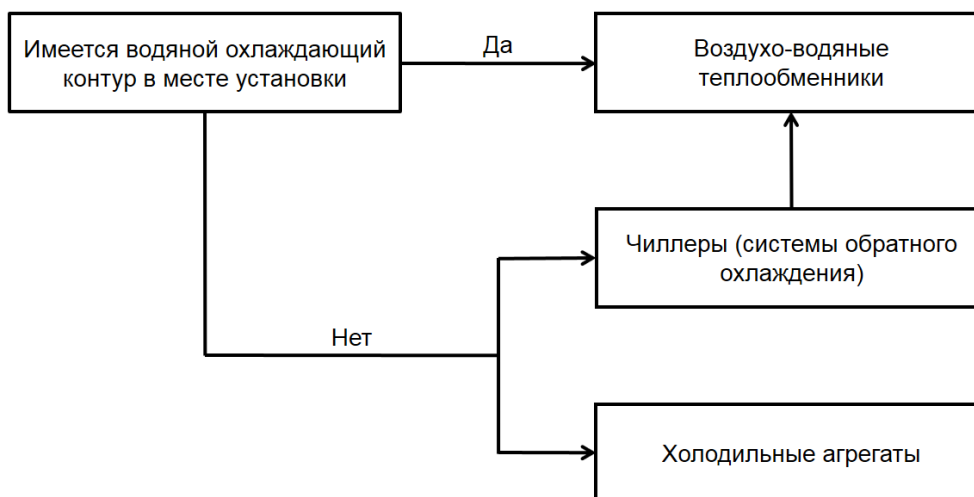 Имеется водяной охлаждающий
контур в месте установки
Да
Воздухо-водяные
теплообменники
Чиллеры (системы обратного
охлаждения)
Нет
Холодильные агрегаты